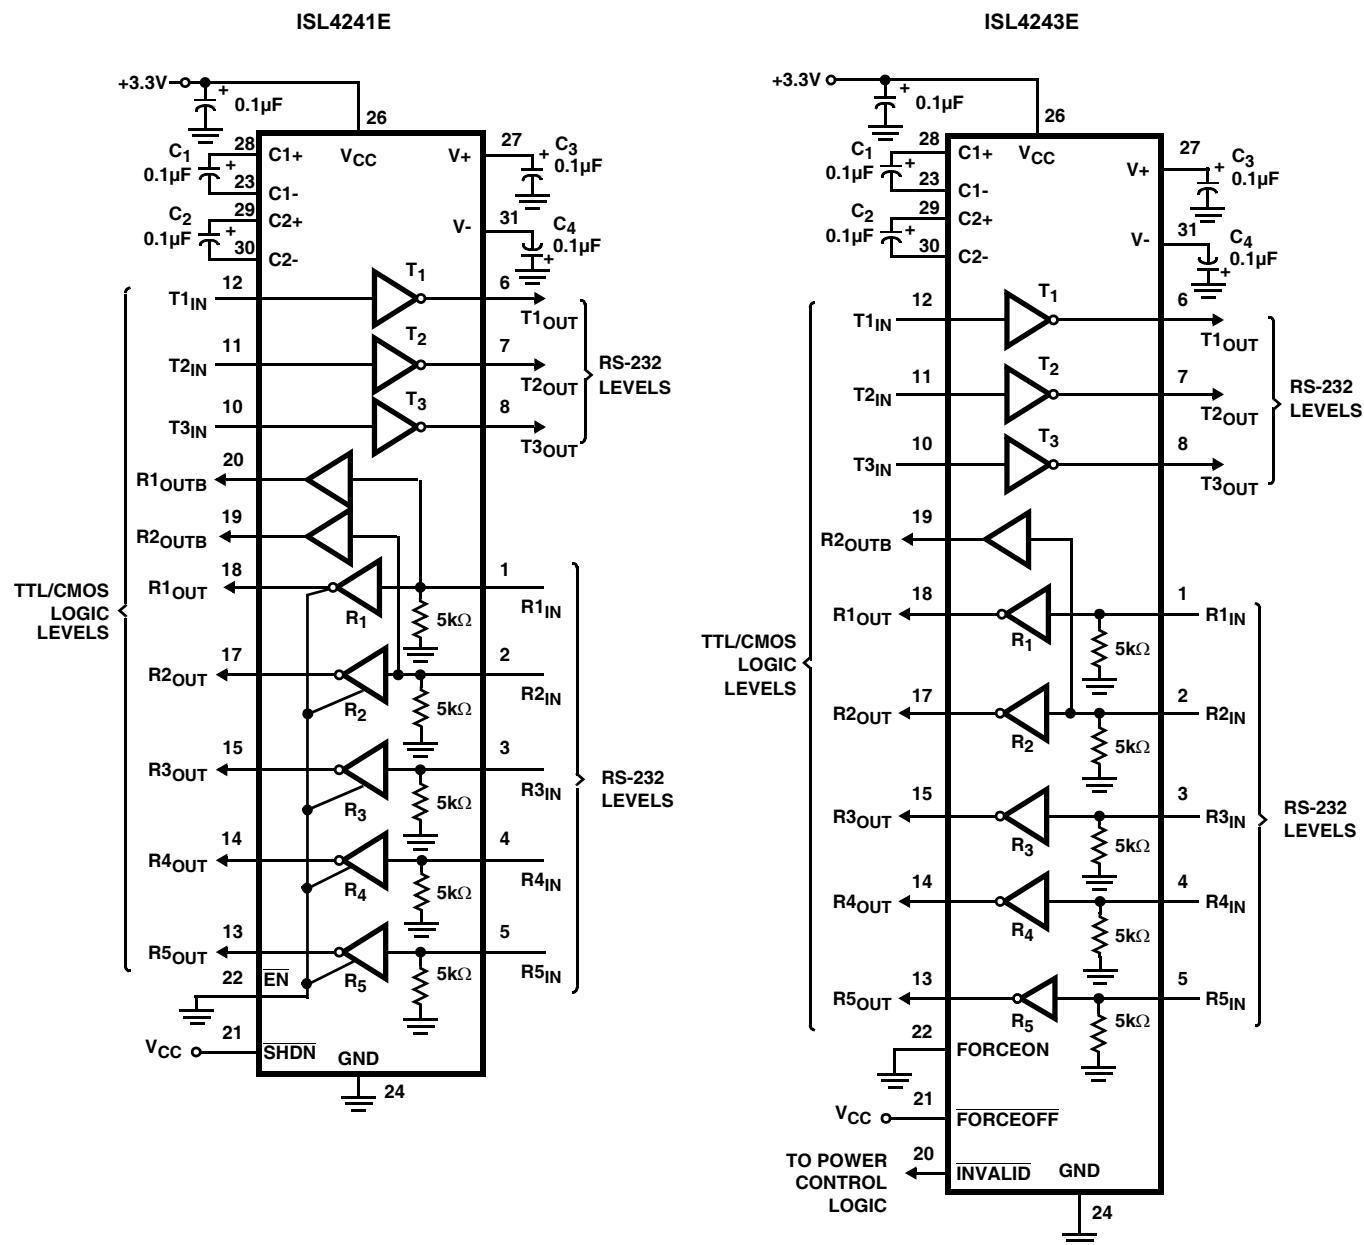 ISL4241E
+3.3V
+
0.1µF
26
28
C1
0.1µF
+
C1+
VCC
V+
27
+
C3
0.1µF
23
C1-
29
C2
0.1µF
+
C2+
V-
31
C4
0.1µF
+
30
C2-
T1IN
12
T1
6
T1OUT
T2IN
11
T2
7
T2OUT
RS-232
LEVELS
T3IN
10
T3
8
T3OUT
R1OUTB
20
R2OUTB
19
TTL/CMOS
LOGIC
LEVELS
R1OUT
18
R1
5kΩ
1
R1IN
R2OUT
17
R2
5kΩ
2
R2IN
R3OUT
15
R3
5kΩ
3
R3IN
RS-232
LEVELS
R4OUT
14
R4
5kΩ
4
R4IN
R5OUT
13
R5
5kΩ
5
R5IN
22
EN
VCC
21
SHDN
GND
24
ISL4243E
+3.3V
+
0.1µF
26
28
C1
0.1µF
+
C1+
VCC
V+
27
+
C3
0.1µF
23
C1-
29
C2
0.1µF
+
C2+
V-
31
C4
0.1µF
+
30
C2-
T1IN
12
T1
6
T1OUT
T2IN
11
T2
7
T2OUT
RS-232
LEVELS
T3IN
10
T3
8
T3OUT
R2OUTB
19
R1OUT
18
R1
5kΩ
1
R1IN
TTL/CMOS
LOGIC
LEVELS
R2OUT
17
R2
5kΩ
2
R2IN
R3OUT
15
R3
5kΩ
3
R3IN
RS-232
LEVELS
R4OUT
14
R4
5kΩ
4
R4IN
R5OUT
13
R5
5kΩ
5
R5IN
22
FORCEON
VCC
21
FORCEOFF
TO POWER
CONTROL
LOGIC
20
INVALID
GND
24